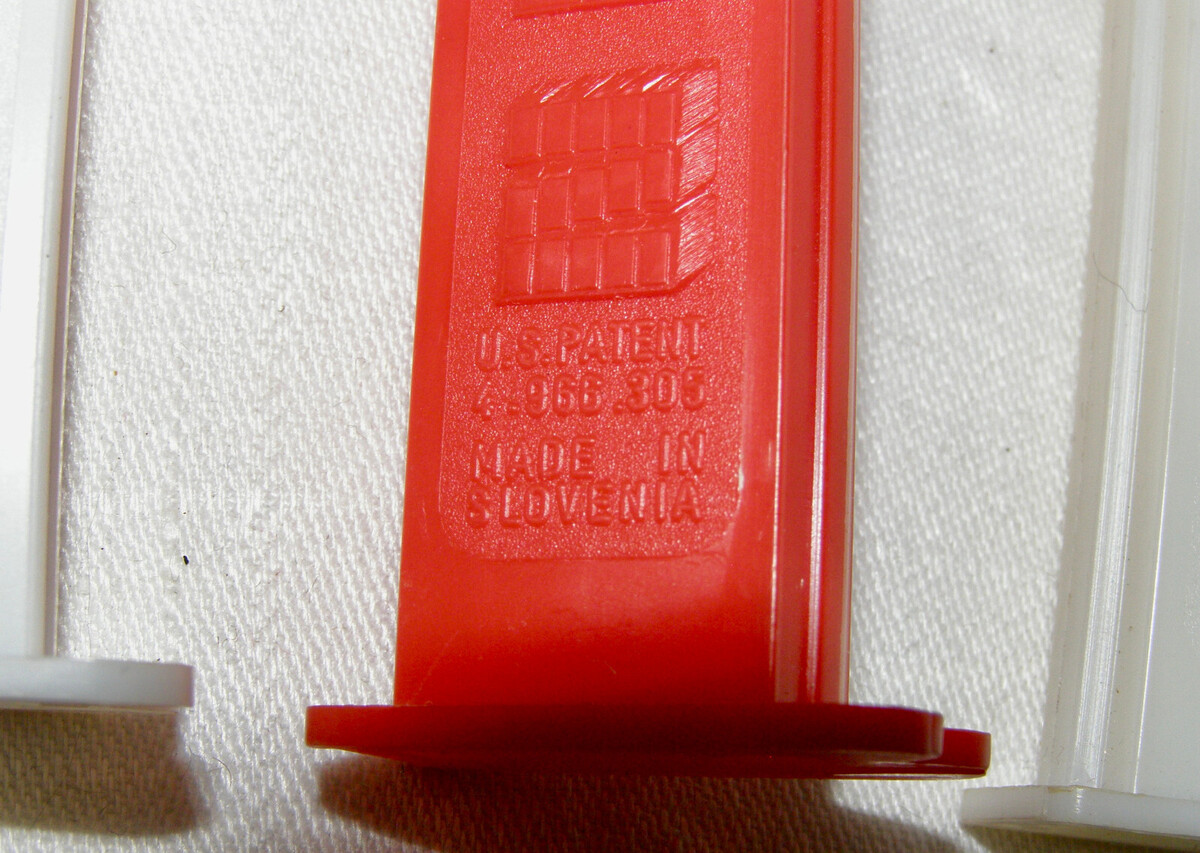 U.S.PATENT
4.966.305
MADE IN
SLOVENIA